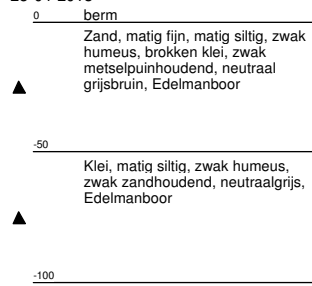 0 berm
Zand, matig fijn, matig siltig, zwak
humeus, brokken klei, zwak
metselpuinhoudend, neutraal
grijsbruin, Edelmanboor
-50
Klei, matig siltig, zwak humeus,
zwak zandhoudend, neutraalgrijs,
Edelmanboor
-100